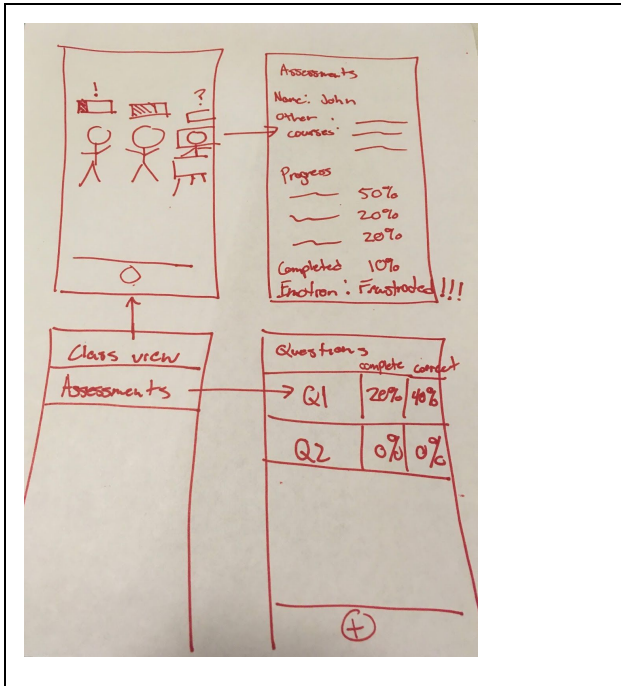 ! ?
Assessments
Name: John
Other
courses:
Progress
50%
20%
20%
Completed 10%
Emotion: Frustrated!!!
Class view
Assessments
Questions
complete correct
Q1 20% 40%
Q2 0% 0%
+